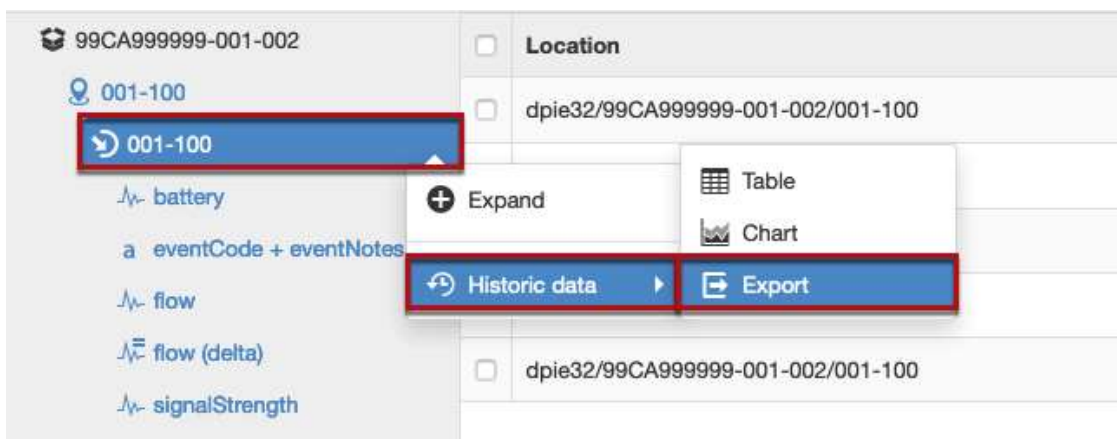 99CA999999-001-002
001-100
001-100
battery
a eventCode + eventNotes
flow
flow (delta)
signalStrength
Location
dpie32/99CA999999-001-002/001-100
Expand
Historic data
Table
Chart
Export
dpie32/99CA999999-001-002/001-100